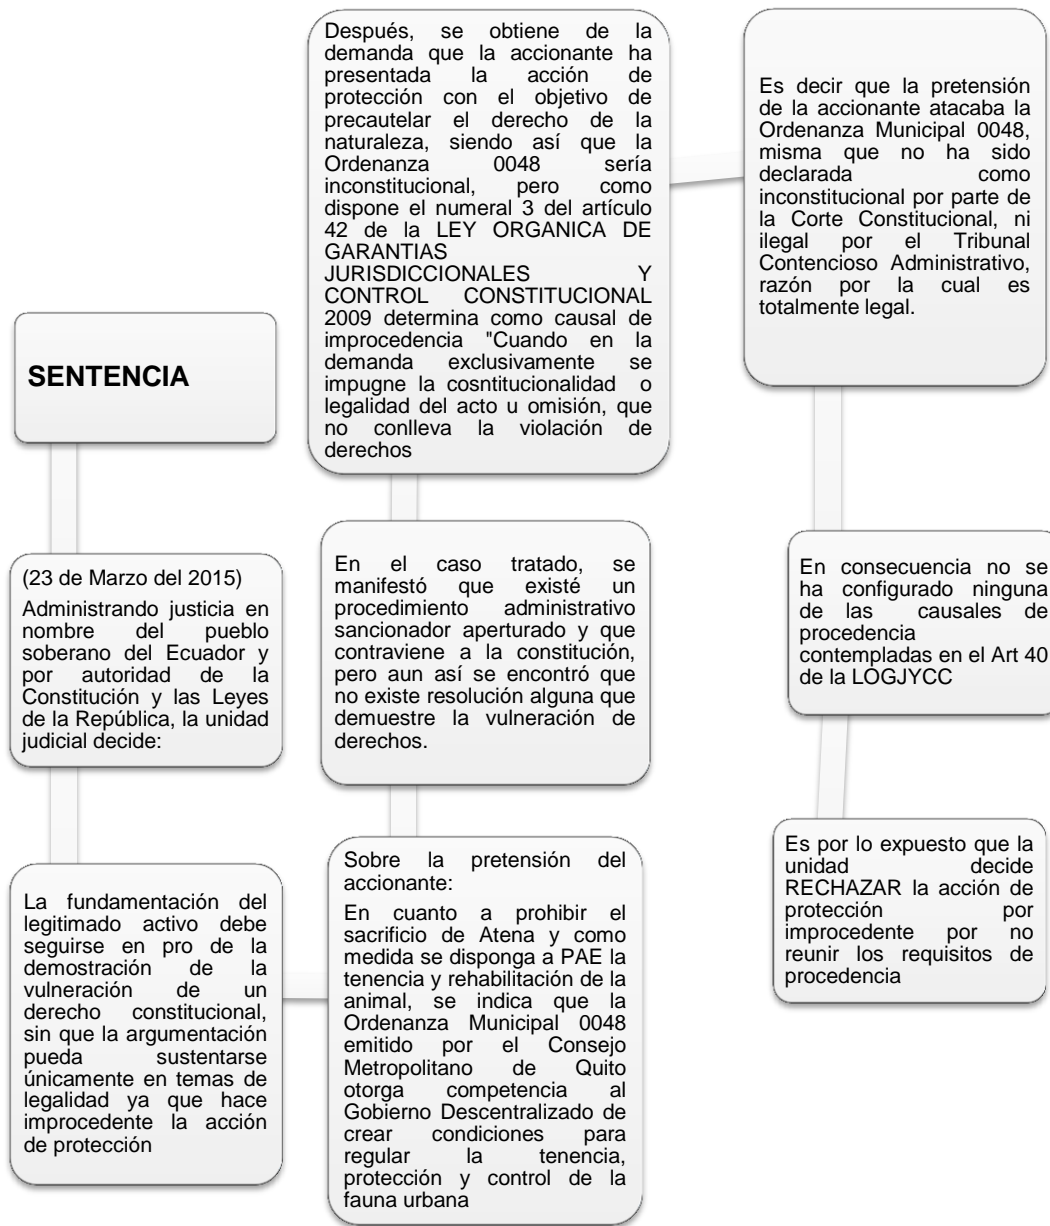 SENTENCIA
(23 de Marzo del 2015)
Administrando justicia en
nombre del pueblo
soberano del Ecuador y
por autoridad de la
Constitución y las Leyes
de la República, la unidad
judicial decide:
La fundamentación del
legitimado activo debe
seguirse en pro de la
demostración de la
vulneración de un
derecho constitucional,
sin que la argumentación
pueda sustentarse
únicamente en temas de
legalidad ya que hace
improcedente la acción
de protección
Sobre la pretensión del
accionante:
En cuanto a prohibir el
sacrificio de Atena y como
medida se disponga a PAE la
tenencia y rehabilitación de la
animal, se indica que la
Ordenanza Municipal 0048
emitido por el Consejo
Metropolitano de Quito
otorga competencia al
Gobierno Descentralizado de
crear condiciones para
regular la tenencia,
protección y control de la
fauna urbana
En el caso tratado, se
manifestó que existé un
procedimiento administrativo
sancionador aperturado y que
contraviene a la constitución,
pero aun así se encontró que
no existe resolución alguna que
demuestre la vulneración de
derechos.
Después, se obtiene de la
demanda que la accionante ha
presentada la acción de
protección con el objetivo de
precautelar el derecho de la
naturaleza, siendo así que la
Ordenanza 0048 sería
inconstitucional, pero como
dispone el numeral 3 del artículo
42 de la LEY ORGANICA DE
GARANTIAS
JURISDICCIONALES Y
CONTROL CONSTITUCIONAL
2009 determina como causal de
improcedencia "Cuando en la
demanda exclusivamente se
impugne la cosntitucionalidad o
legalidad del acto u omisión, que
no conlleva la violación de
derechos
Es decir que la pretensión
de la accionante atacaba la
Ordenanza Municipal 0048,
misma que no ha sido
declarada como
inconstitucional por parte de
la Corte Constitucional, ni
ilegal por el Tribunal
Contencioso Administrativo,
razón por la cual es
totalmente legal.
En consecuencia no se
ha configurado ninguna
de las causales de
procedencia
contempladas en el Art 40
de la LOGJYCC
Es por lo expuesto que la
unidad decide
RECHAZAR la acción de
protección por
improcedente por no
reunir los requisitos de
procedencia